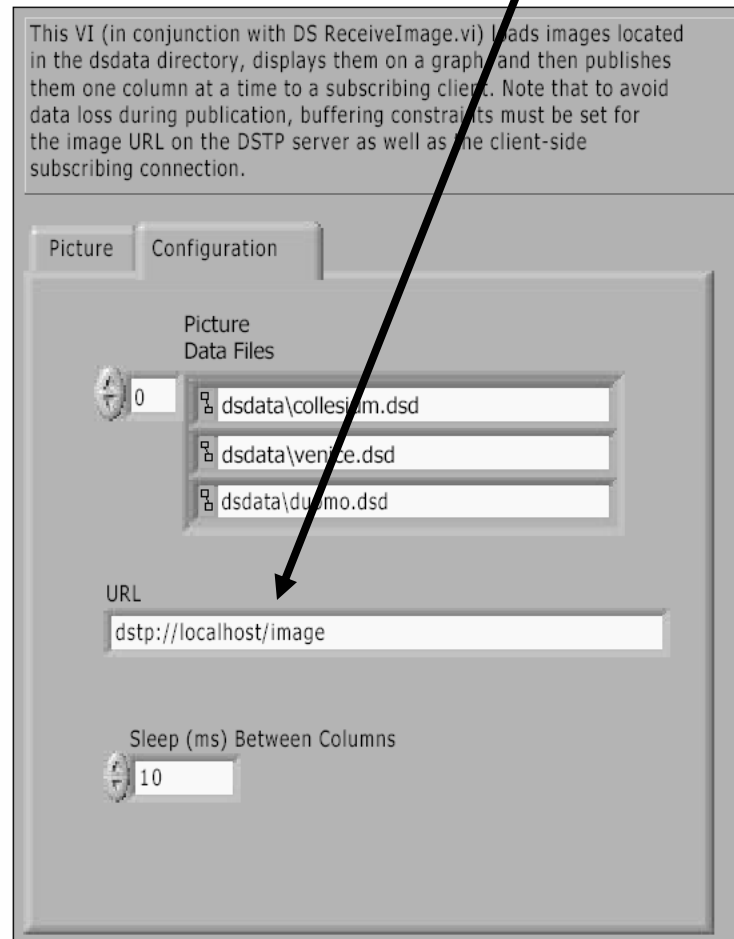 This VI (in conjunction with DS ReceiveImage.vi) loads images located
in the dsdata directory, displays them on a graph, and then publishes
them one column at a time to a subscribing client. Note that to avoid
data loss during publication, buffering constraints must be set for
the image URL on the DSTP server as well as the client-side
subscribing connection.
Picture
Configuration
Picture
Data Files
0
dsdata\collesium.dsd
dsdata\venice.dsd
dsdata\duomo.dsd
URL
dstp://localhost/image
Sleep (ms) Between Columns
10